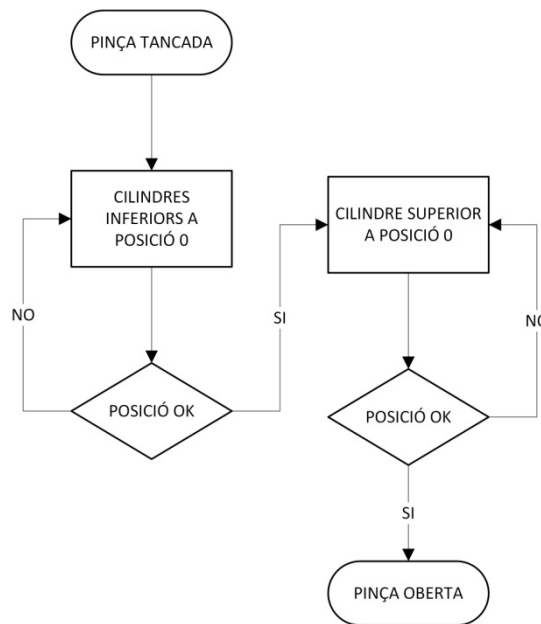 PINÇA TANCADA
CILINDRES
INFERIORS A
POSICIÓ 0
NO
POSICIÓ OK
SI
CILINDRE SUPERIOR
A POSICIÓ 0
NO
POSICIÓ OK
SI
PINÇA OBERTA